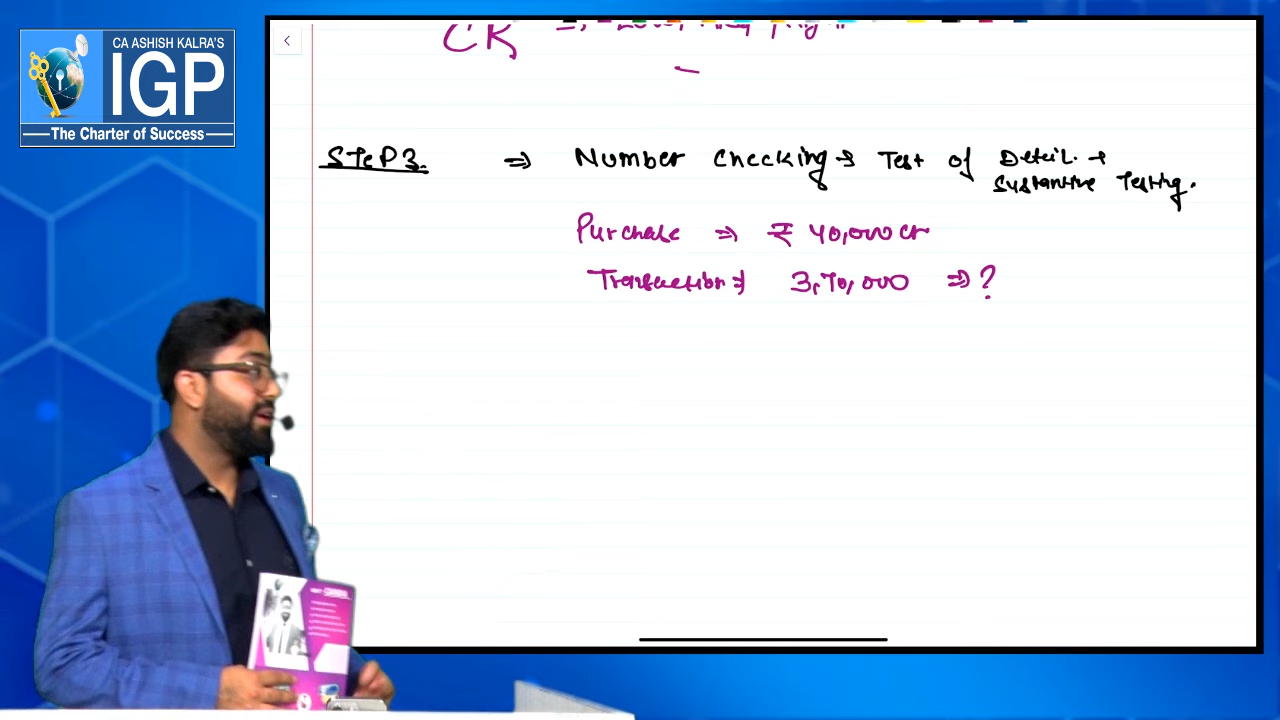 CA ASHISH KALRA'S
IGP
The Charter of Success
CR
STEP 3. ⇒ Number Checking → Test of Detail. →
Substantive Testing.
Purchase ⇒ ₹ 40,000 cr
Transaction ⇒ 3,70,000 ⇒ ?